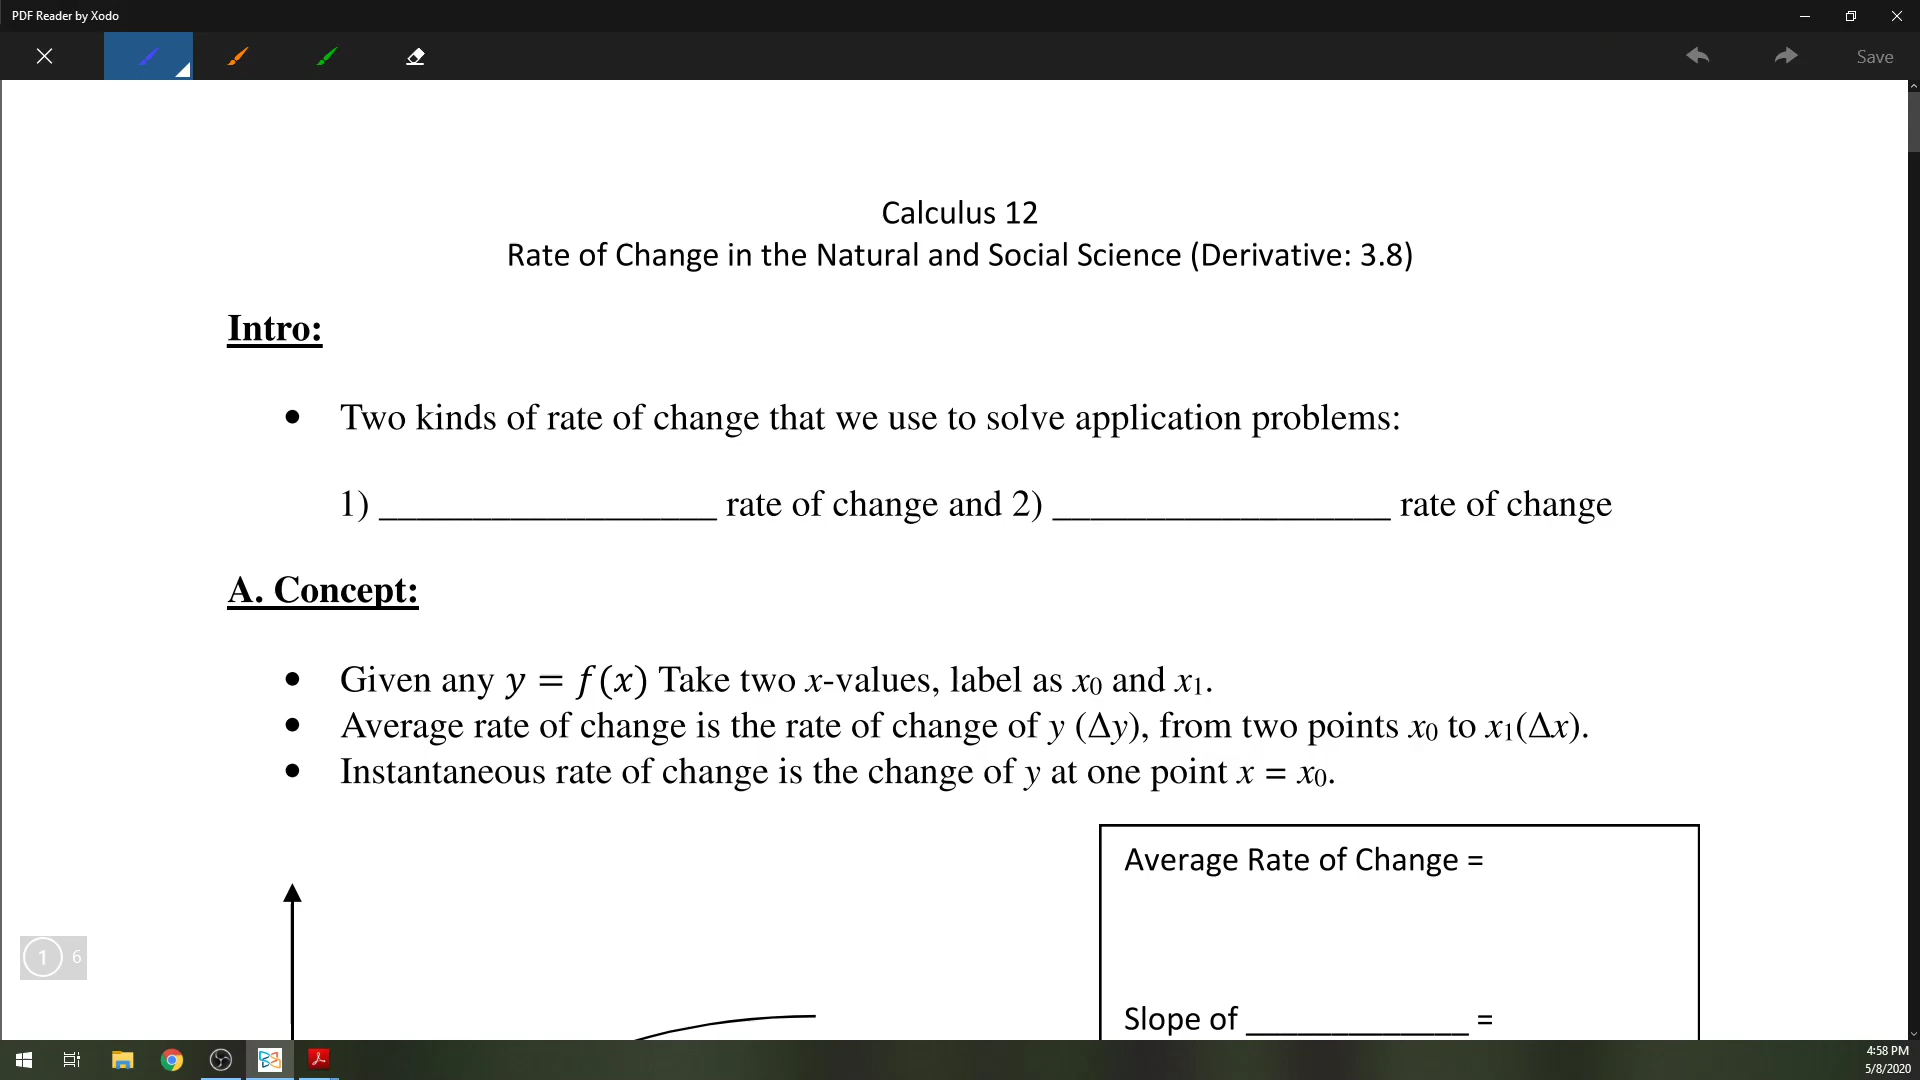 PDF Reader by Xodo
Save
Calculus 12
Rate of Change in the Natural and Social Science (Derivative: 3.8)
Intro:
• Two kinds of rate of change that we use to solve application problems:
1) __________________ rate of change and 2) __________________ rate of change
A. Concept:
• Given any y = f(x) Take two x-values, label as x₀ and x₁.
• Average rate of change is the rate of change of y (Δy), from two points x₀ to x₁(Δx).
• Instantaneous rate of change is the change of y at one point x = x₀.
Average Rate of Change =
Slope of _____________ =
1 6
4:58 PM
5/8/2020